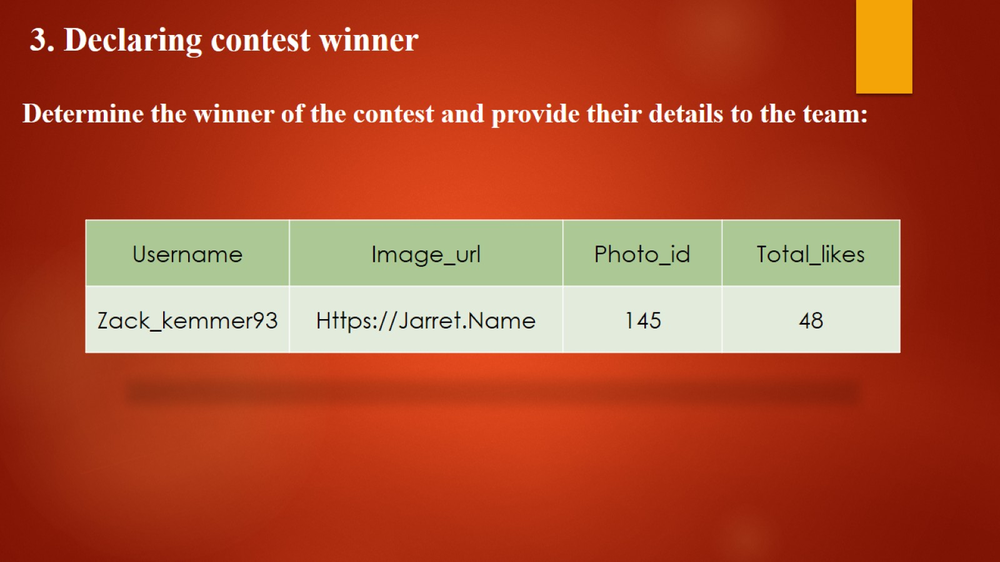 3. Declaring contest winner
Determine the winner of the contest and provide their details to the team:
Username Image_url Photo_id Total_likes
Zack_kemmer93 Https://Jarret.Name 145 48